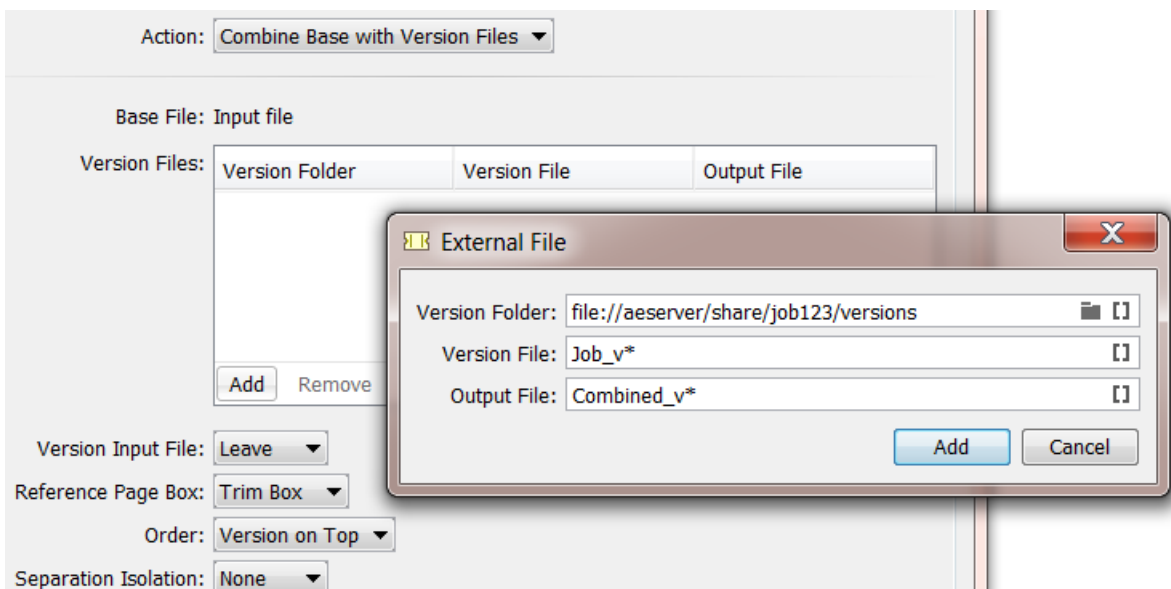 Action: Combine Base with Version Files
Base File: Input file
Version Files: Version Folder Version File Output File
External File
Version Folder: file://aeserver/share/job123/versions
Version File: Job_v*
Output File: Combined_v*
Add Cancel
Add Remove
Version Input File: Leave
Reference Page Box: Trim Box
Order: Version on Top
Separation Isolation: None